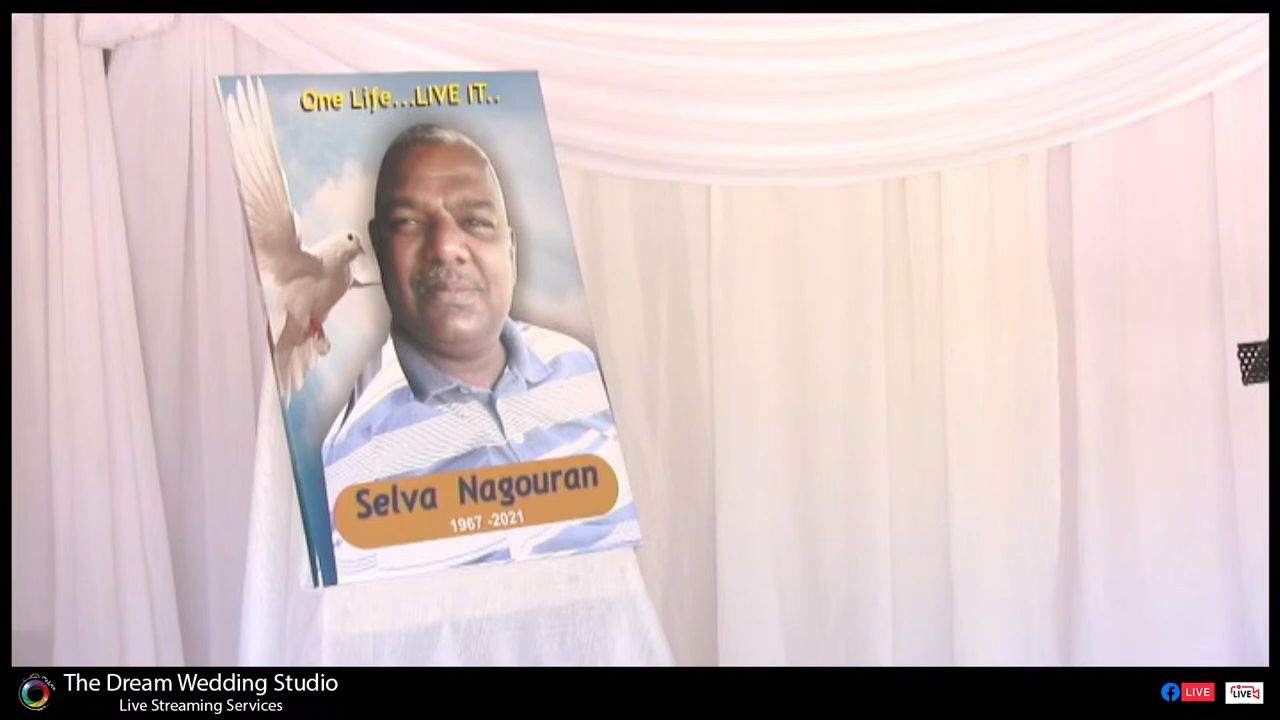 One Life...LIVE IT..
Selva Nagouran
1967 -2021
The Dream Wedding Studio
Live Streaming Services
LIVE
LIVE